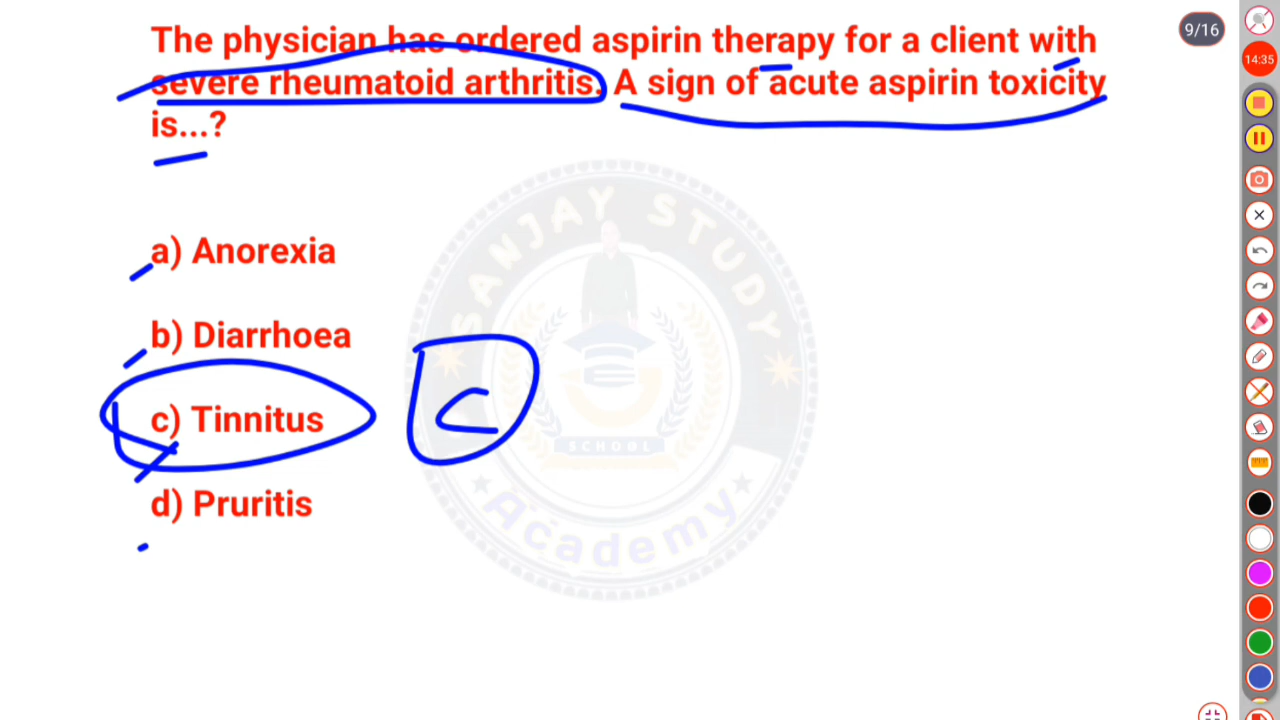 The physician has ordered aspirin therapy for a client with
severe rheumatoid arthritis. A sign of acute aspirin toxicity
is...?
a) Anorexia
b) Diarrhoea
c) Tinnitus
C
d) Pruritis
SANJAY STUDY
SCHOOL
Academy
9/16
14:35